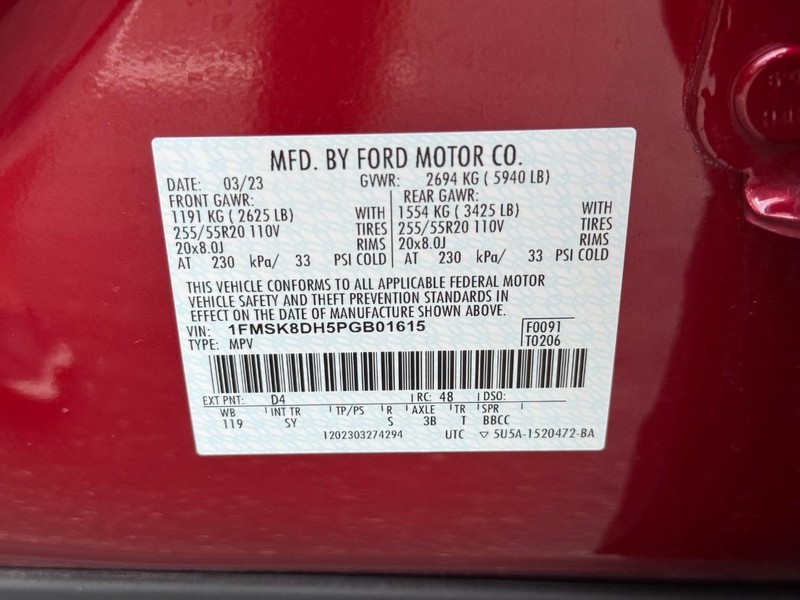 MFD. BY FORD MOTOR CO.
DATE: 03/23 GVWR: 2694 KG ( 5940 LB)
FRONT GAWR: REAR GAWR:
1191 KG ( 2625 LB) WITH 1554 KG ( 3425 LB) WITH
255/55R20 110V TIRES 255/55R20 110V TIRES
20x8.0J RIMS 20x8.0J RIMS
AT 230 kPa/ 33 PSI COLD AT 230 kPa/ 33 PSI COLD
THIS VEHICLE CONFORMS TO ALL APPLICABLE FEDERAL MOTOR
VEHICLE SAFETY AND THEFT PREVENTION STANDARDS IN
EFFECT ON THE DATE OF MANUFACTURE SHOWN ABOVE.
VIN: 1FMSK8DH5PGB01615 F0091
TYPE: MPV T0206
EXT PNT: D4 RC: 48 DSO:
WB INT TR TP/PS R AXLE TR SPR
119 SY S 3B T BBCC
1202303274294 UTC ▽ 5U5A-1520472-BA